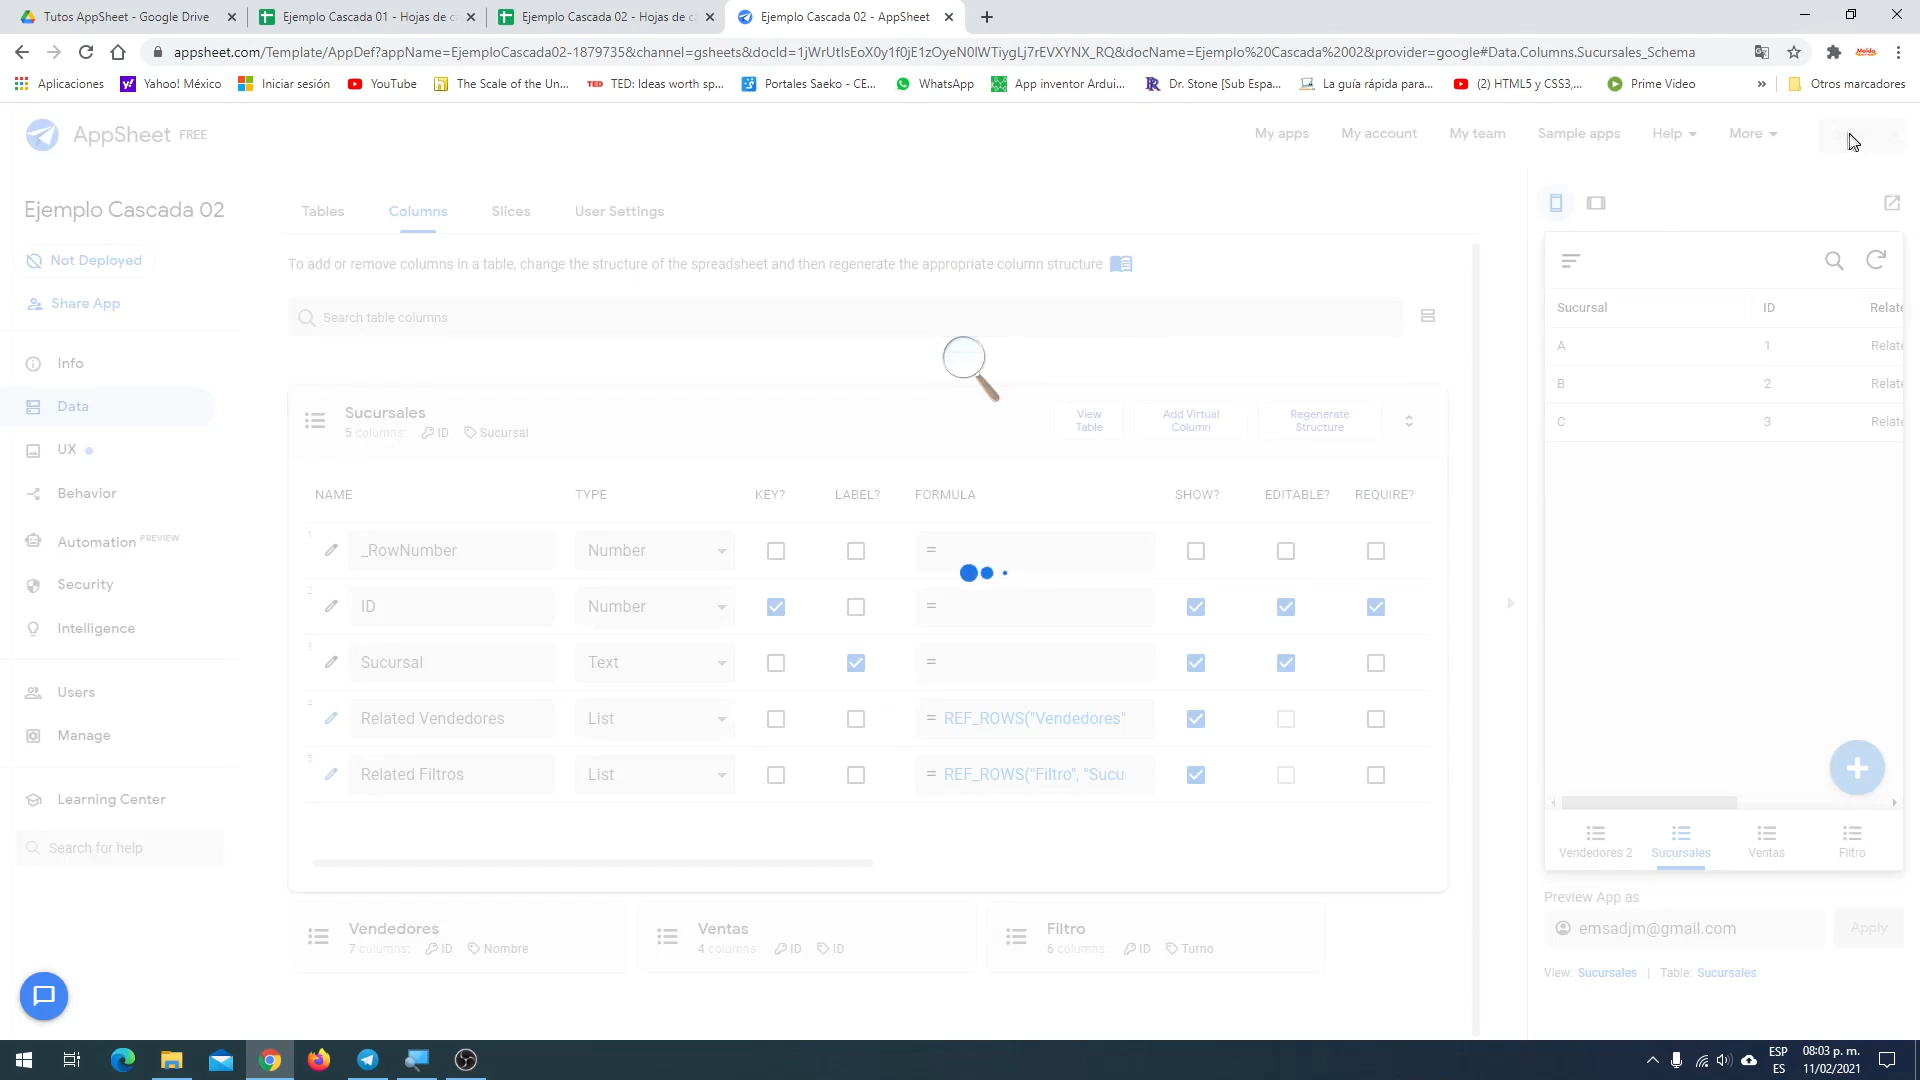 Tutos AppSheet - Google Drive
Ejemplo Cascada 01 - Hojas de c
Ejemplo Cascada 02 - Hojas de c
Ejemplo Cascada 02 - AppSheet
appsheet.com/Template/AppDef?appName=EjemploCascada02-1879735&channel=gsheets&docId=1jWrUtIsEoX0y1f0jE1zOyeN0lWTiygLj7rEVXYNX_RQ&docName=Ejemplo%20Cascada%2002&provider=google#Data.Columns.Sucursales_Schema
Aplicaciones
Yahoo! México
Iniciar sesión
YouTube
The Scale of the Un...
TED: Ideas worth sp...
Portales Saeko - CE...
WhatsApp
App inventor Arduí...
Dr. Stone [Sub Espa...
La guía rápida para...
(2) HTML5 y CSS3,...
Prime Video
»
Otros marcadores
AppSheet FREE
My apps
My account
My team
Sample apps
Help
More
Ejemplo Cascada 02
Not Deployed
Share App
Info
Data
UX
Behavior
Automation PREVIEW
Security
Intelligence
Users
Manage
Learning Center
Search for help
Tables
Columns
Slices
User Settings
To add or remove columns in a table, change the structure of the spreadsheet and then regenerate the appropriate column structure
Search table columns
Sucursales
5 columns: ID Sucursal
View Table
Add Virtual Column
Regenerate Structure
NAME TYPE KEY? LABEL? FORMULA SHOW? EDITABLE? REQUIRE?
1 _RowNumber Number =
2 ID Number =
3 Sucursal Text =
4 Related Vendedores List = REF_ROWS("Vendedores"
5 Related Filtros List = REF_ROWS("Filtro", "Sucu
Vendedores
7 columns: ID Nombre
Ventas
4 columns: ID ID
Filtro
6 columns: ID Turno
Sucursal ID Relate
A 1 Relate
B 2 Relate
C 3 Relate
Vendedores 2
Sucursales
Ventas
Filtro
Preview App as
emsadjm@gmail.com
Apply
View: Sucursales | Table: Sucursales
ESP
ES
08:03 p. m.
11/02/2021